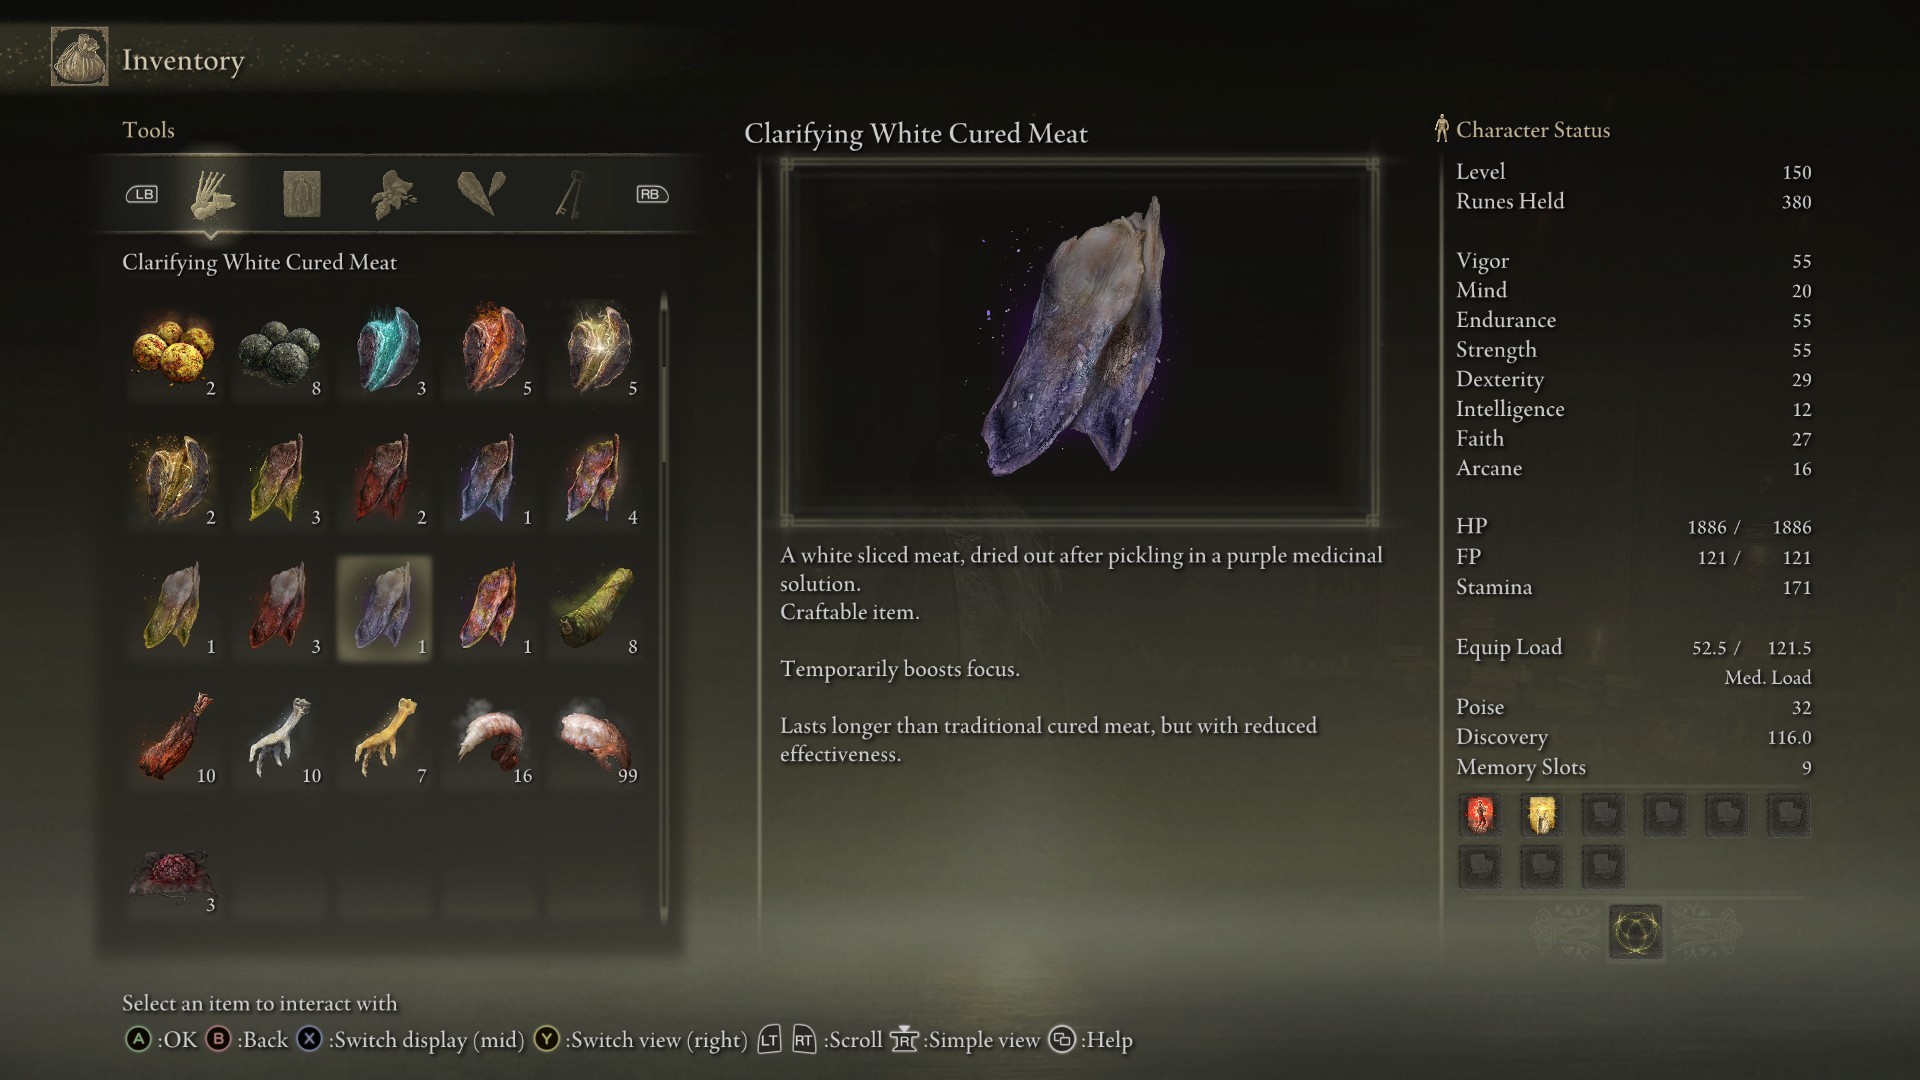 Inventory
Tools
LB
RB
Clarifying White Cured Meat
2 8 3 5 5
2 3 2 1 4
1 3 1 1 8
10 10 7 16 99
3
Clarifying White Cured Meat
A white sliced meat, dried out after pickling in a purple medicinal
solution.
Craftable item.
Temporarily boosts focus.
Lasts longer than traditional cured meat, but with reduced
effectiveness.
Character Status
Level 150
Runes Held 380
Vigor 55
Mind 20
Endurance 55
Strength 55
Dexterity 29
Intelligence 12
Faith 27
Arcane 16
HP 1886 / 1886
FP 121 / 121
Stamina 171
Equip Load 52.5 / 121.5
Med. Load
Poise 32
Discovery 116.0
Memory Slots 9
Select an item to interact with
A :OK B :Back X :Switch display (mid) Y :Switch view (right) LT RT :Scroll R :Simple view :Help